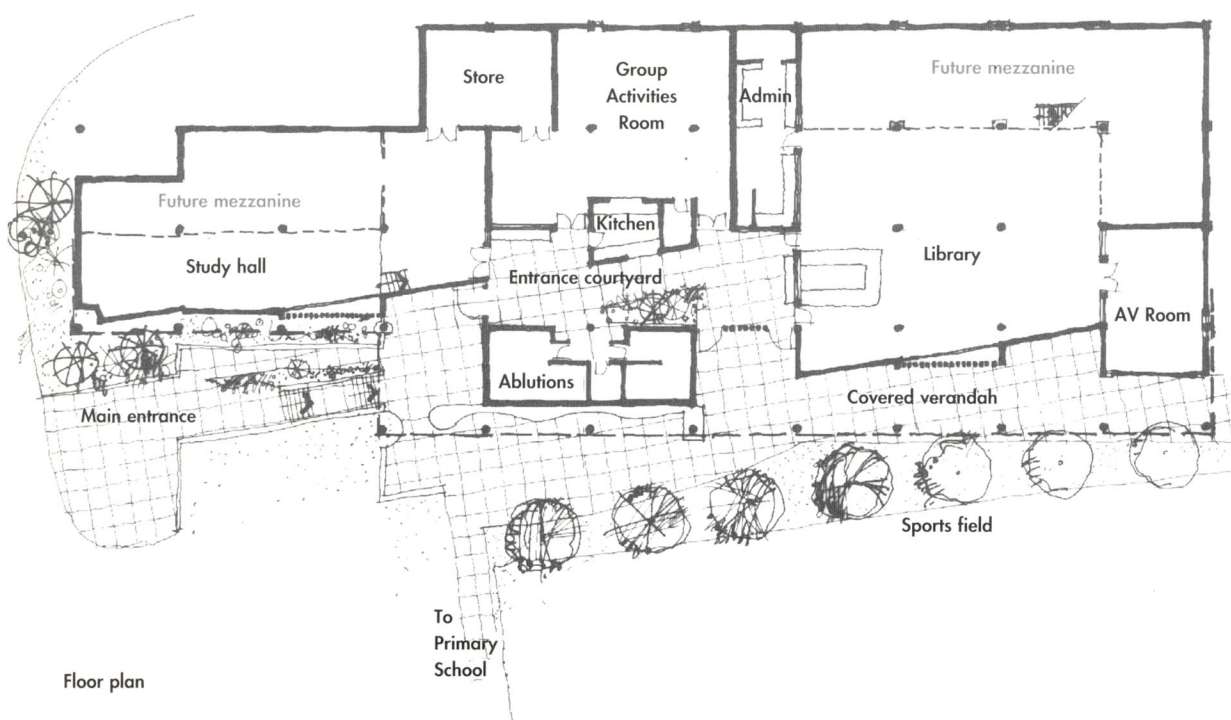 Store
Group
Activities
Room
Admin
Future mezzanine
Future mezzanine
Kitchen
Study hall
Entrance courtyard
Library
AV Room
Ablutions
Main entrance
Covered verandah
Sports field
To
Primary
School
Floor plan